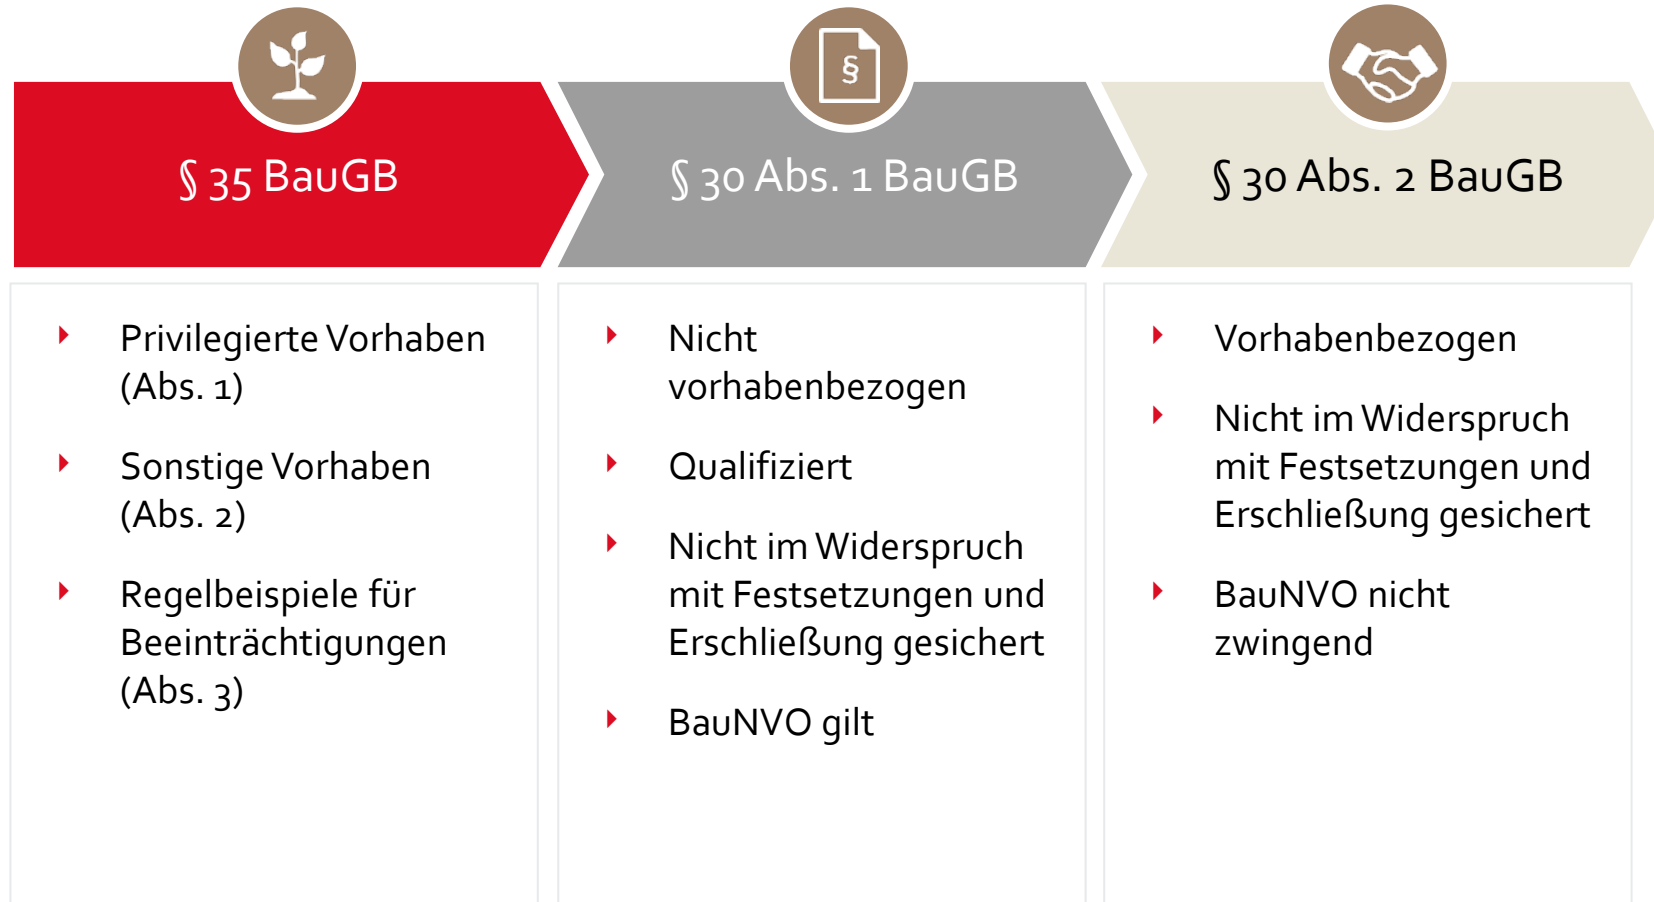 §
§ 35 BauGB
§ 30 Abs. 1 BauGB
§ 30 Abs. 2 BauGB
Privilegierte Vorhaben
(Abs. 1)
Sonstige Vorhaben
(Abs. 2)
Regelbeispiele für
Beeinträchtigungen
(Abs. 3)
Nicht
vorhabenbezogen
Qualifiziert
Nicht im Widerspruch
mit Festsetzungen und
Erschließung gesichert
BauNVO gilt
Vorhabenbezogen
Nicht im Widerspruch
mit Festsetzungen und
Erschließung gesichert
BauNVO nicht
zwingend